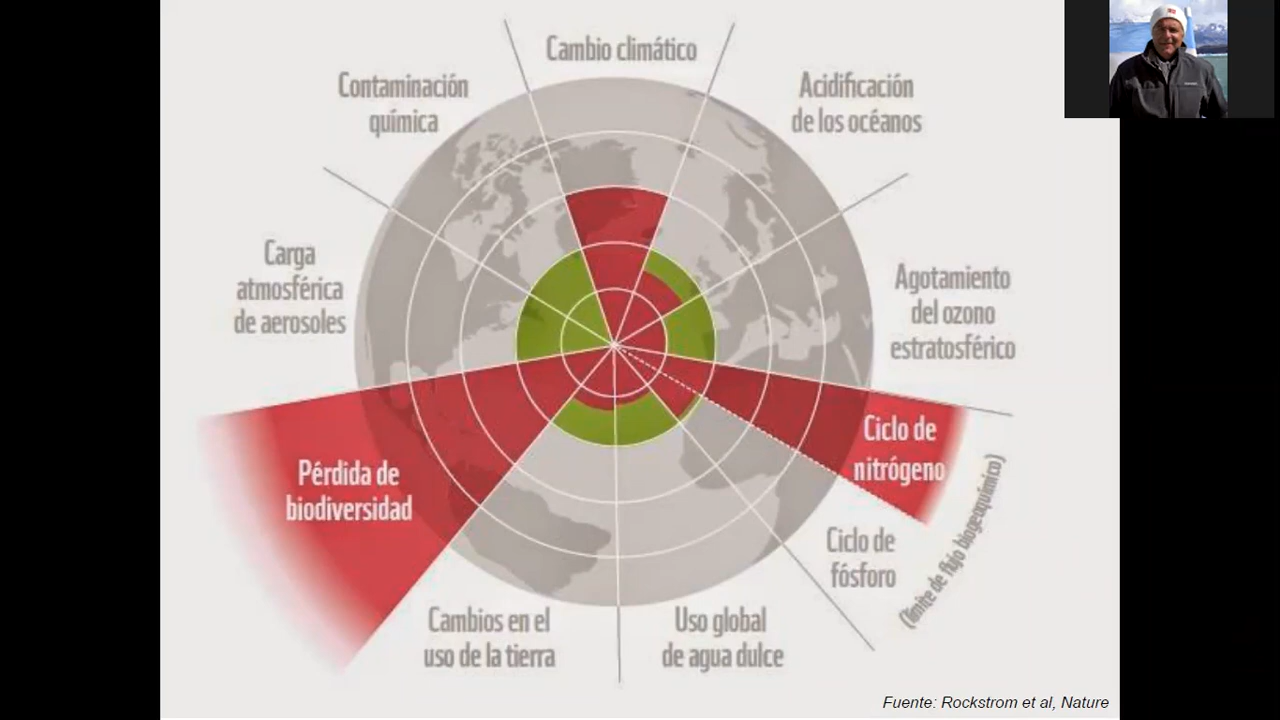 Cambio climático
Contaminación
química
Acidificación
de los océanos
Carga
atmosférica
de aerosoles
Agotamiento
del ozono
estratosférico
Pérdida de
biodiversidad
Ciclo de
nitrógeno
Ciclo de
fósforo
(límite de flujo biogeoquímico)
Cambios en el
uso de la tierra
Uso global
de agua dulce
Fuente: Rockstrom et al, Nature